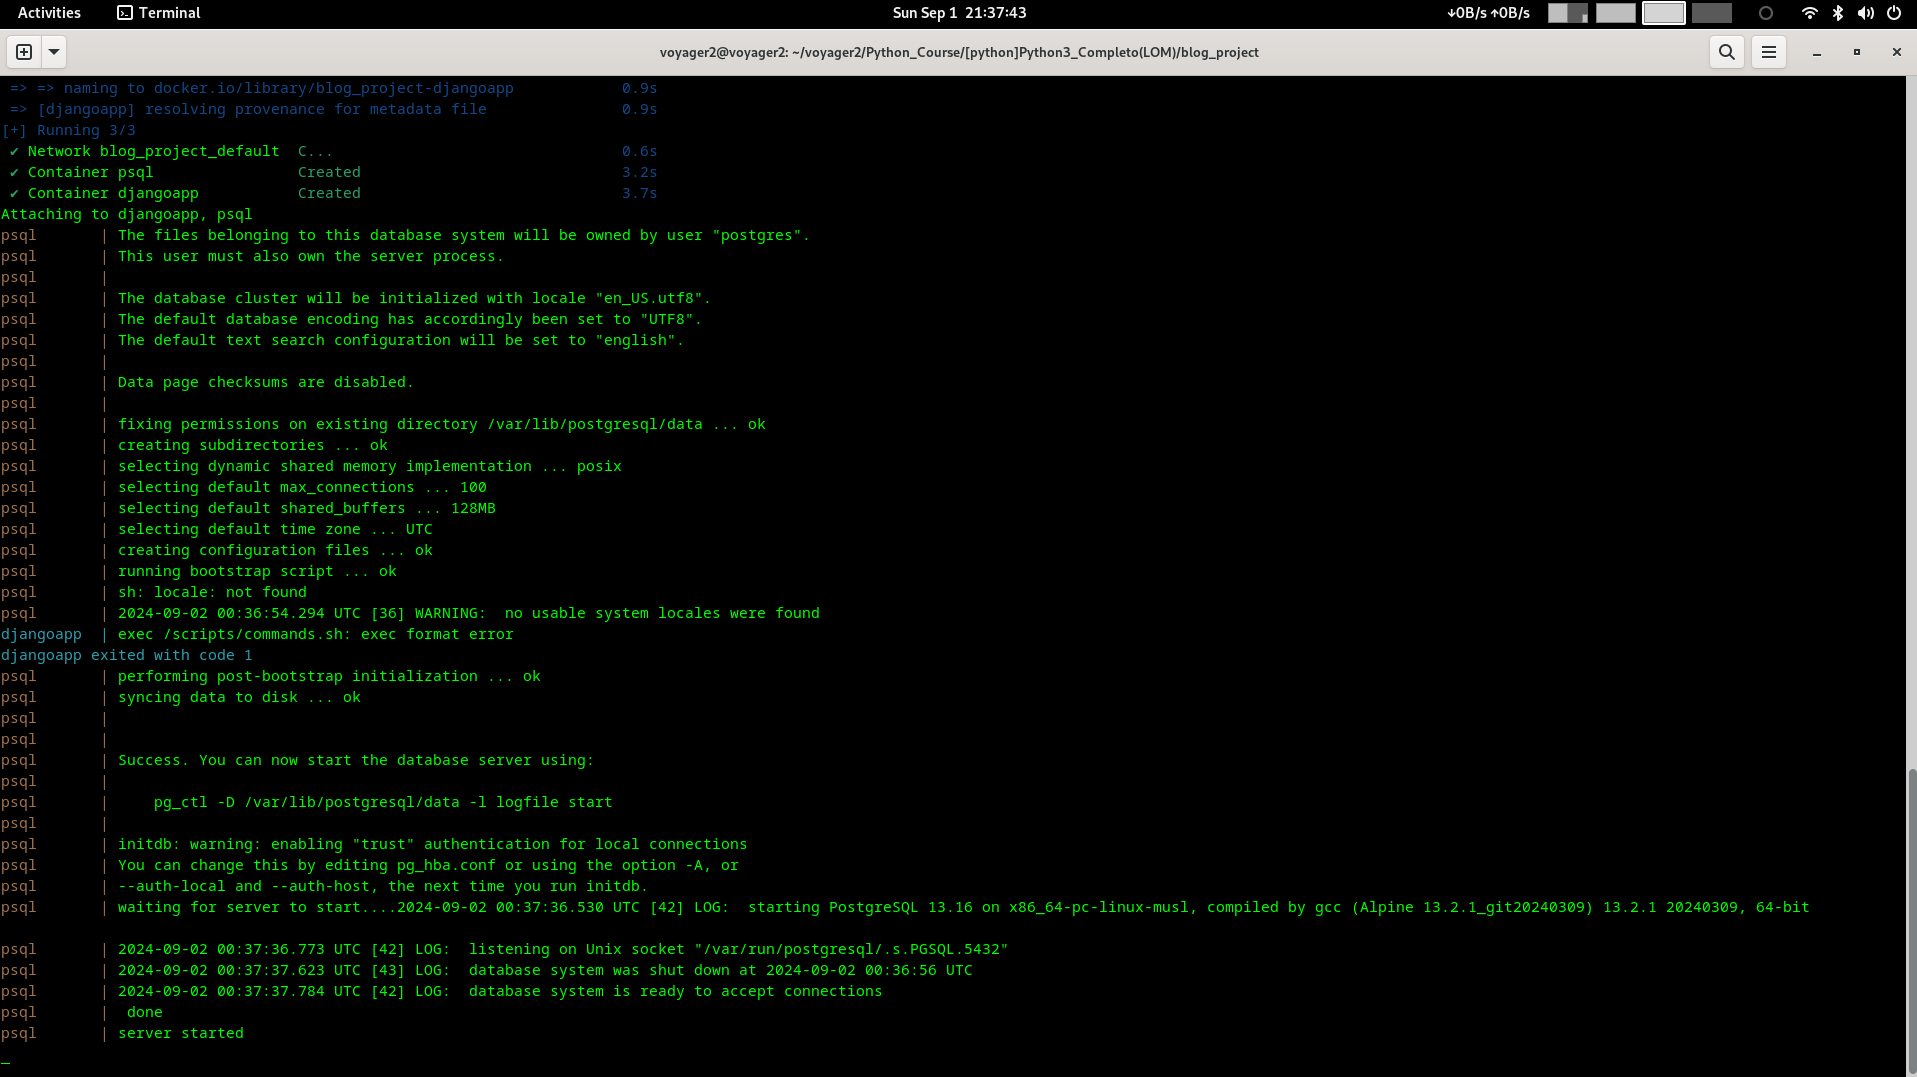 Activities Terminal Sun Sep 1 21:37:43 ↓0B/s ↑0B/s
voyager2@voyager2: ~/voyager2/Python_Course/[python]Python3_Completo(LOM)/blog_project
=> => naming to docker.io/library/blog_project-djangoapp 0.9s
=> [djangoapp] resolving provenance for metadata file 0.9s
[+] Running 3/3
✔ Network blog_project_default C... 0.6s
✔ Container psql Created 3.2s
✔ Container djangoapp Created 3.7s
Attaching to djangoapp, psql
psql | The files belonging to this database system will be owned by user "postgres".
psql | This user must also own the server process.
psql |
psql | The database cluster will be initialized with locale "en_US.utf8".
psql | The default database encoding has accordingly been set to "UTF8".
psql | The default text search configuration will be set to "english".
psql |
psql | Data page checksums are disabled.
psql |
psql | fixing permissions on existing directory /var/lib/postgresql/data ... ok
psql | creating subdirectories ... ok
psql | selecting dynamic shared memory implementation ... posix
psql | selecting default max_connections ... 100
psql | selecting default shared_buffers ... 128MB
psql | selecting default time zone ... UTC
psql | creating configuration files ... ok
psql | running bootstrap script ... ok
psql | sh: locale: not found
psql | 2024-09-02 00:36:54.294 UTC [36] WARNING:  no usable system locales were found
djangoapp | exec /scripts/commands.sh: exec format error
djangoapp exited with code 1
psql | performing post-bootstrap initialization ... ok
psql | syncing data to disk ... ok
psql |
psql |
psql | Success. You can now start the database server using:
psql |
psql | pg_ctl -D /var/lib/postgresql/data -l logfile start
psql |
psql | initdb: warning: enabling "trust" authentication for local connections
psql | You can change this by editing pg_hba.conf or using the option -A, or
psql | --auth-local and --auth-host, the next time you run initdb.
psql | waiting for server to start....2024-09-02 00:37:36.530 UTC [42] LOG:  starting PostgreSQL 13.16 on x86_64-pc-linux-musl, compiled by gcc (Alpine 13.2.1_git20240309) 13.2.1 20240309, 64-bit
psql | 2024-09-02 00:37:36.773 UTC [42] LOG:  listening on Unix socket "/var/run/postgresql/.s.PGSQL.5432"
psql | 2024-09-02 00:37:37.623 UTC [43] LOG:  database system was shut down at 2024-09-02 00:36:56 UTC
psql | 2024-09-02 00:37:37.784 UTC [42] LOG:  database system is ready to accept connections
psql | done
psql | server started